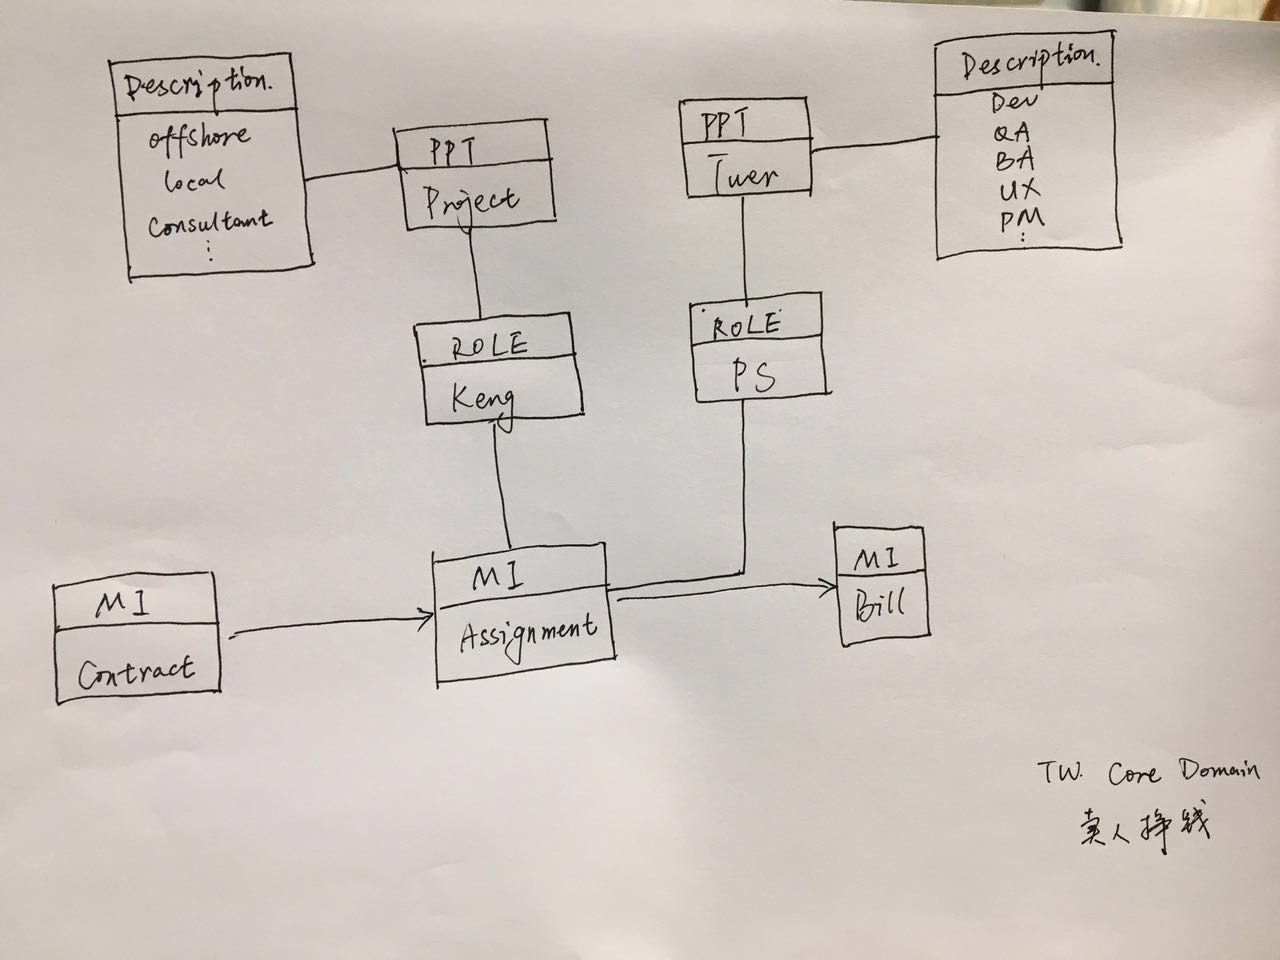 Description.
offshore
local
Consultant
⋮
PPT
Project
PPT
Twer
Description.
Dev
QA
BA
UX
PM
⋮
ROLE
Keng
ROLE
PS
MI
Contract
MI
Assignment
MI
Bill
TW. Core Domain
卖人挣钱